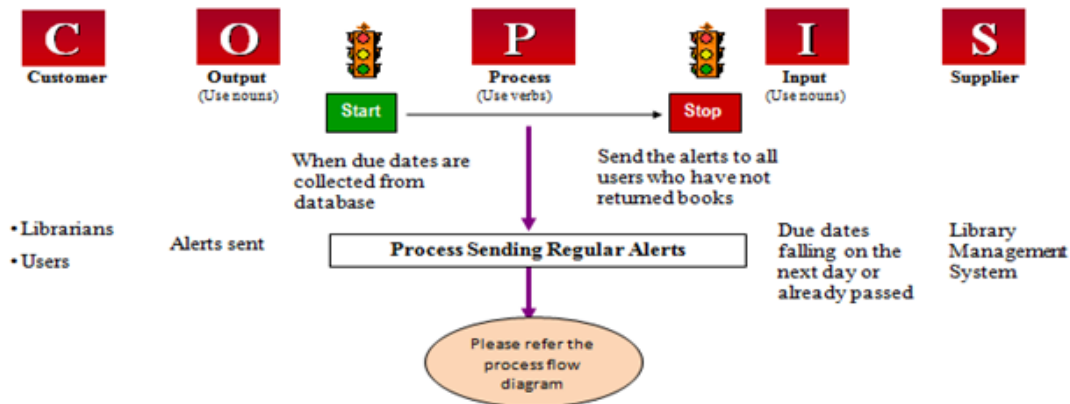 C
Customer
O
Output
(Use nouns)
P
Process
(Use verbs)
I
Input
(Use nouns)
S
Supplier
Start
Stop
When due dates are
collected from
database
Send the alerts to all
users who have not
returned books
• Librarians
• Users
Alerts sent
Process Sending Regular Alerts
Due dates
falling on the
next day or
already passed
Library
Management
System
Please refer the
process flow
diagram